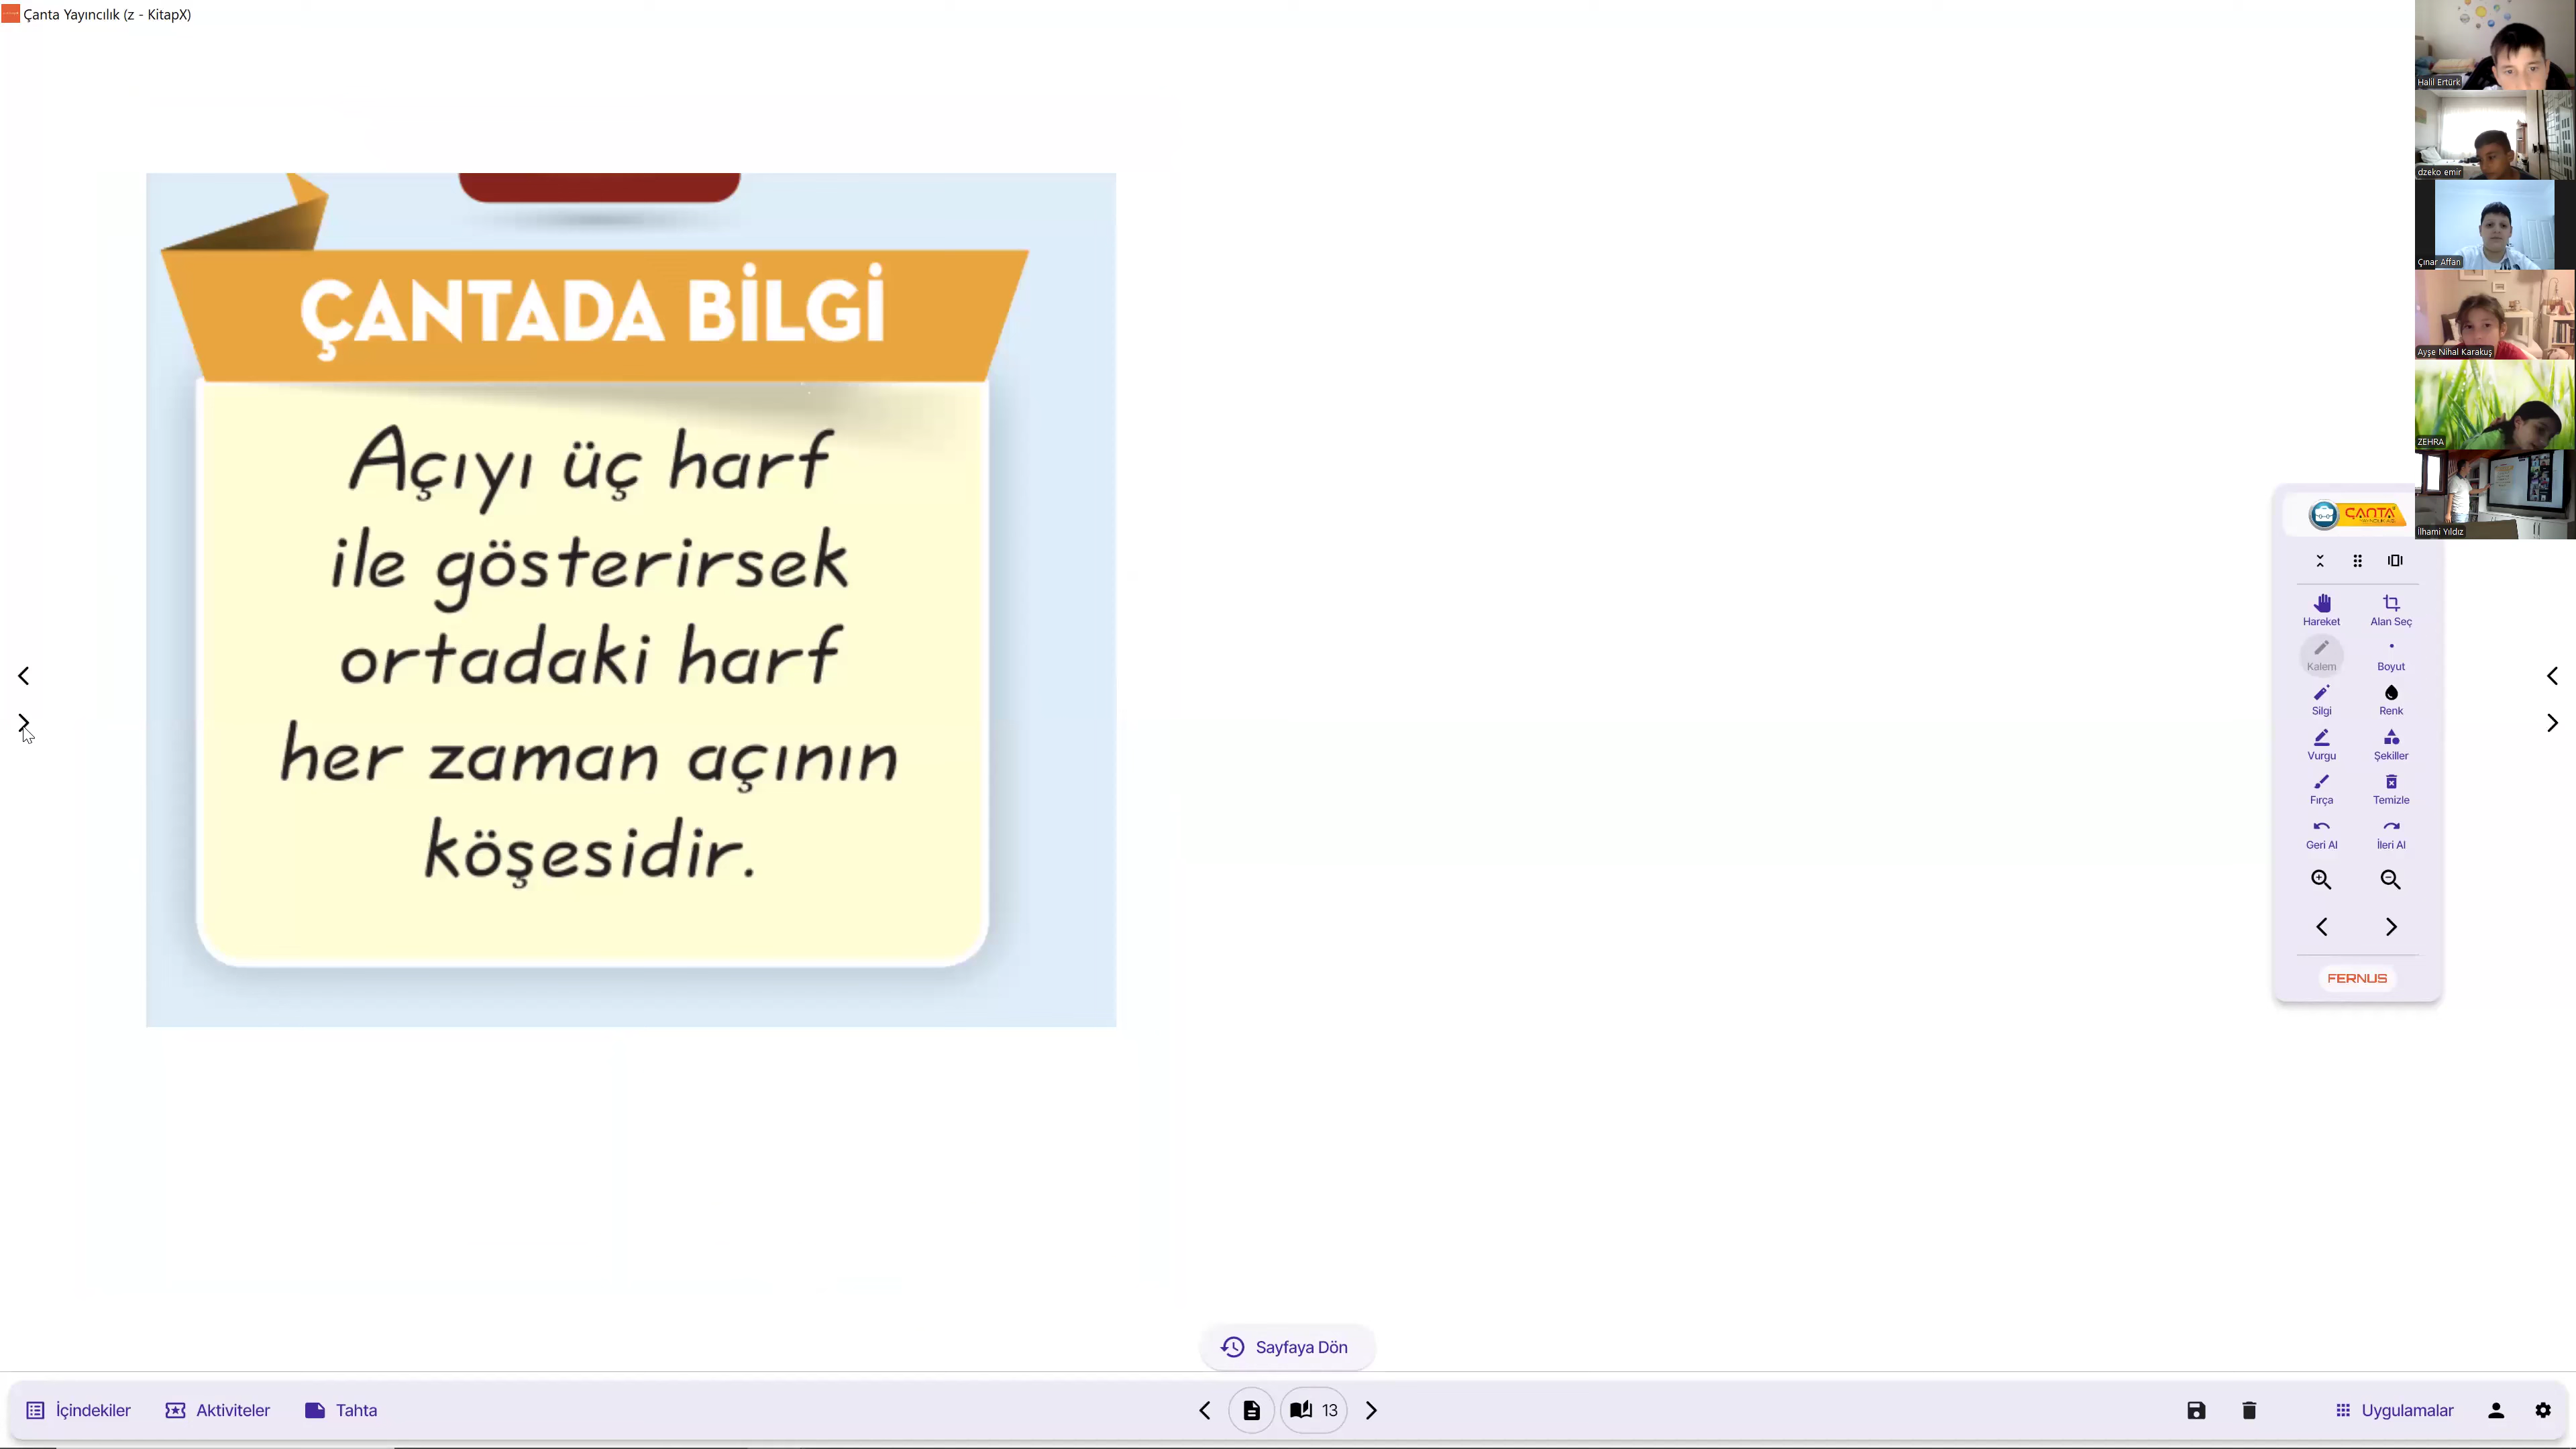 Çanta Yayıncılık (z - KitapX)
ÇANTADA BİLGİ
Açıyı üç harf
ile gösterirsek
ortadaki harf
her zaman açının
köşesidir.
Halil Ertürk
dzeko emir
Çınar Affan
Ayşe Nihal Karakuş
ZEHRA
İlhami Yıldız
ÇANTA
Hareket
Alan Seç
Kalem
Boyut
Silgi
Renk
Vurgu
Şekiller
Fırça
Temizle
Geri Al
İleri Al
FERNUS
Sayfaya Dön
İçindekiler
Aktiviteler
Tahta
13
Uygulamalar